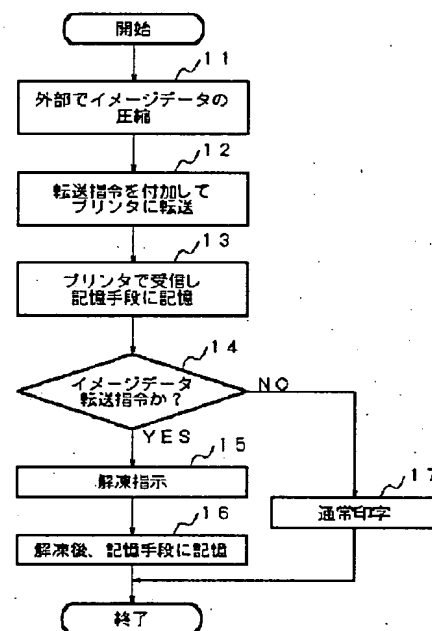 開始
11
外部でイメージデータの
圧縮
12
転送指令を付加して
プリンタに転送
13
プリンタで受信し
記憶手段に記憶
14
イメージデータ
転送指令か?
NO
YES
15
解凍指示
17
通常印字
16
解凍後、記憶手段に記憶
終了